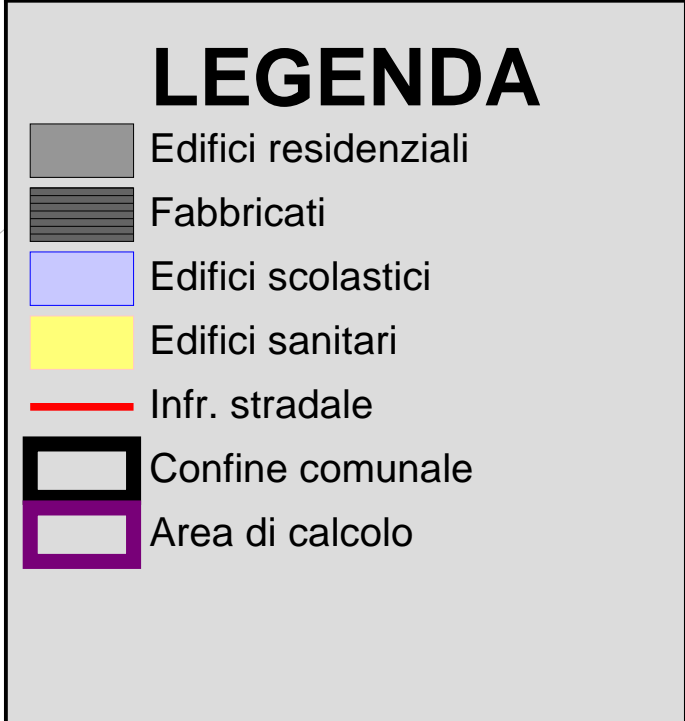 LEGENDA
Edifici residenziali
Fabbricati
Edifici scolastici
Edifici sanitari
Infr. stradale
Confine comunale
Area di calcolo